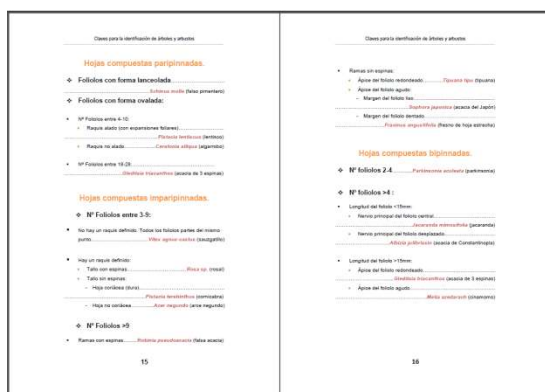 Claves para la identificación de árboles y arbustos
Hojas compuestas paripinnadas.
❖ Foliolos con forma lanceolada
Schinus molle (falso pimentero)
❖ Foliolos con forma ovalada:
• Nº Foliolos entre 4-10:
• Raquis alado (con expansiones foliares)
Pistacia lentiscus (lentisco)
• Raquis no alado Ceratonia siliqua (algarrobo)
• Nº Foliolos entre 18-28:
Gleditsia triacanthos (acacia de 3 espinas)
Hojas compuestas imparipinnadas.
❖ Nº Foliolos entre 3-9:
• No hay un raquis definido: Todos los foliolos parten del mismo
punto Vitex agnus-castus (sauzgatillo)
• Hay un raquis definido:
• Tallo con espinas Rosa sp. (rosal)
• Tallo sin espinas:
– Hoja coriácea (dura)
Pistacia terebinthus (cornicabra)
– Hoja no coriácea Acer negundo (arce negundo)
❖ Nº Foliolos >9
• Ramas con espinas Robinia pseudoacacia (falsa acacia)
15
Claves para la identificación de árboles y arbustos
• Ramas sin espinas:
• Ápice del foliolo redondeado Tipuana tipu (tipuana)
• Ápice del foliolo agudo:
– Margen del foliolo liso
Sophora japonica (acacia del Japón)
– Margen del foliolo dentado
Fraxinus angustifolia (fresno de hoja estrecha)
Hojas compuestas bipinnadas.
❖ Nº foliolos 2-4 Parkinsonia aculeata (parkinsonia)
❖ Nº foliolos >4 :
• Longitud del foliolo <15mm:
• Nervio principal del foliolo central
Jacaranda mimosifolia (jacaranda)
• Nervio principal del foliolo desplazado
Albizia julibrissin (acacia de Constantinopla)
• Longitud del foliolo >15mm:
• Ápice del foliolo redondeado
Gleditsia triacanthos (acacia de 3 espinas)
• Ápice del foliolo agudo
Melia azedarach (cinamomo)
16